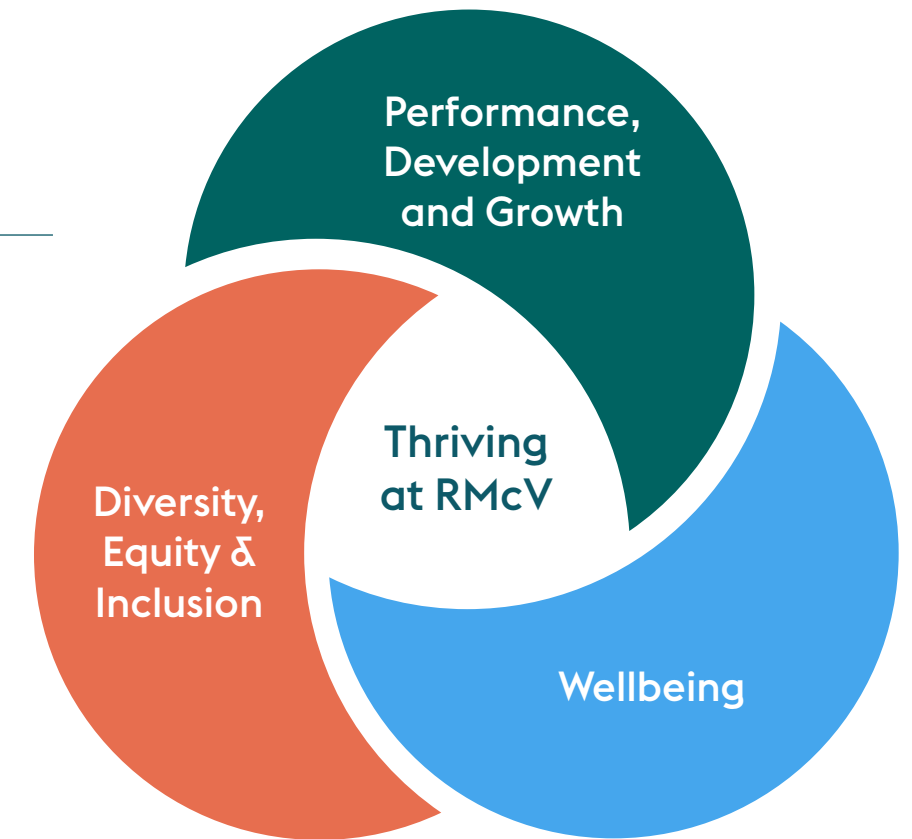 Performance,
Development
and Growth
Thriving
at RMcV
Diversity,
Equity &
Inclusion
Wellbeing